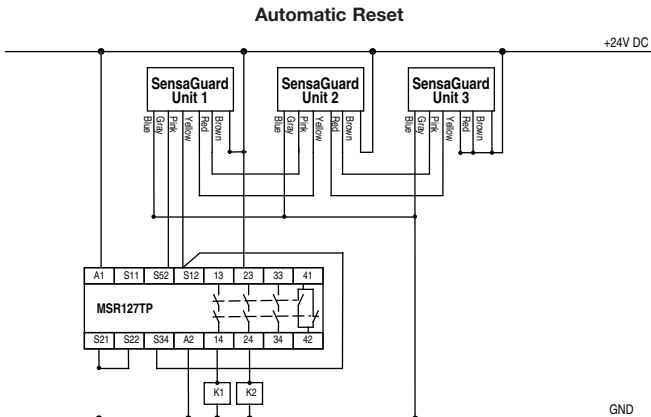 Automatic Reset
+24V DC
SensaGuard
Unit 1
SensaGuard
Unit 2
SensaGuard
Unit 3
Blue
Gray
Pink
Yellow
Red
Brown
Blue
Gray
Pink
Yellow
Red
Brown
Blue
Gray
Pink
Yellow
Red
Brown
A1 S11 S52 S12 13 23 33 41
MSR127TP
S21 S22 S34 A2 14 24 34 42
K1 K2
GND